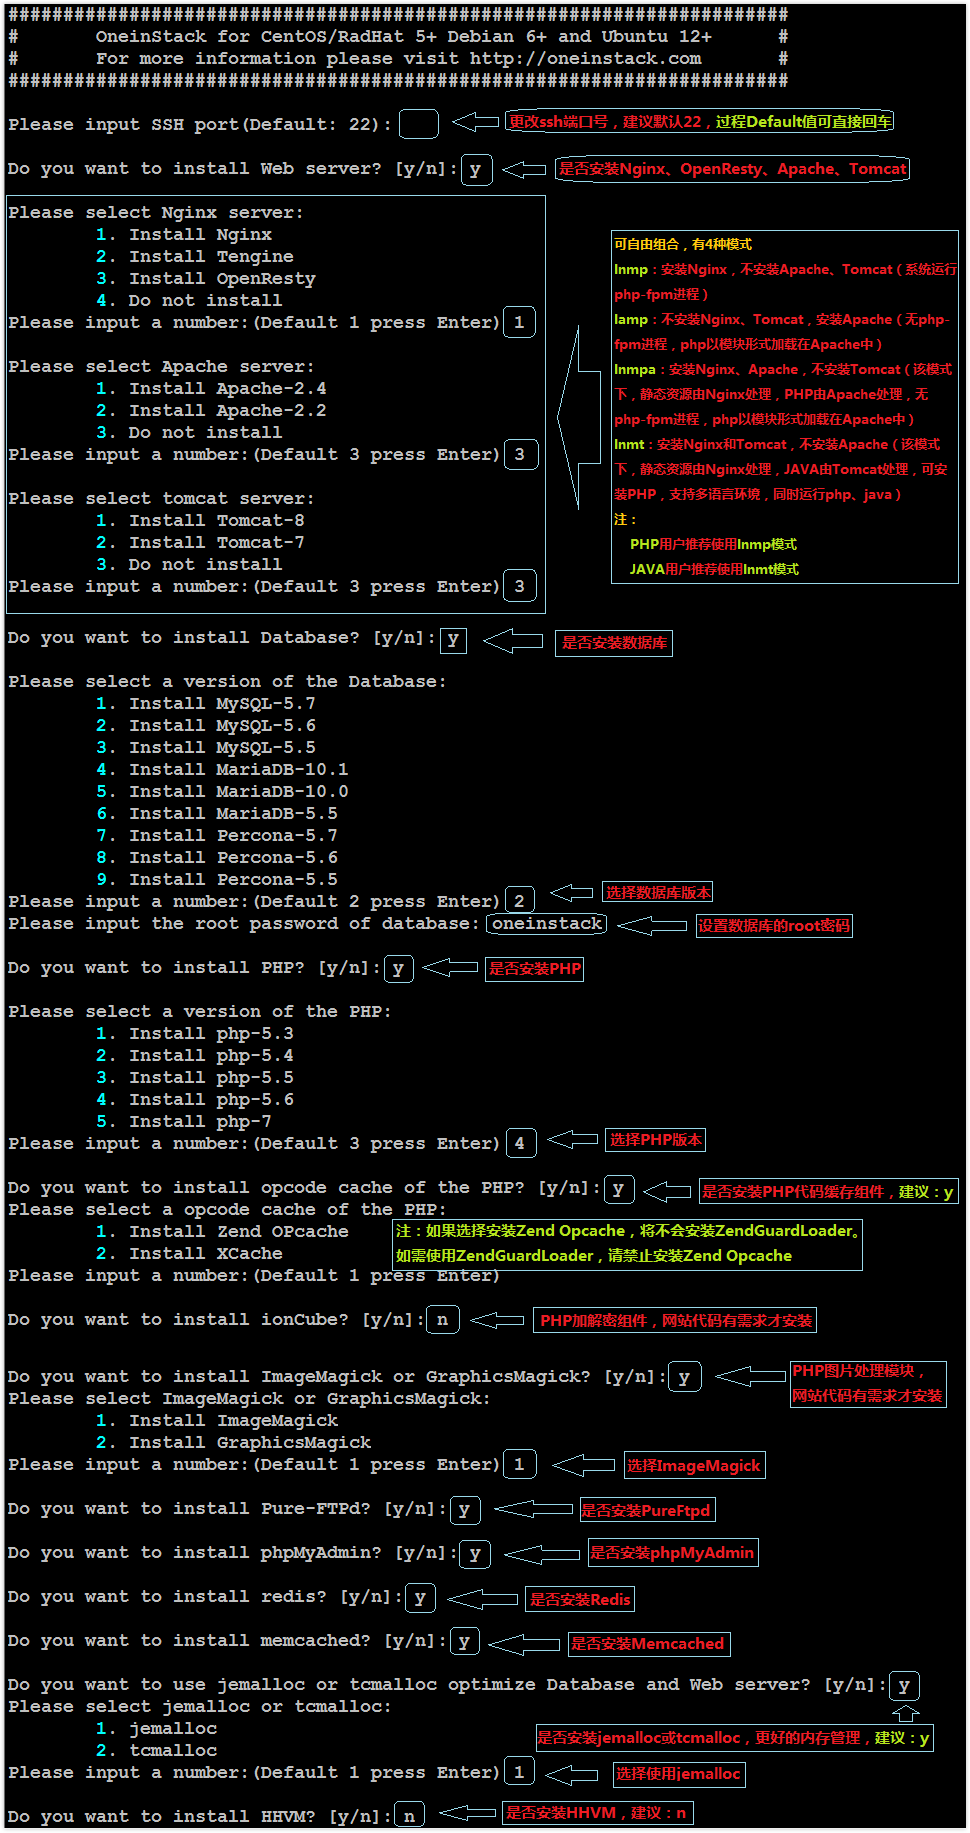 ########################################################################
#       OneinStack for CentOS/RadHat 5+ Debian 6+ and Ubuntu 12+       #
#       For more information please visit http://oneinstack.com       #
########################################################################
Please input SSH port(Default: 22):
更改ssh端口号，建议默认22，过程Default值可直接回车
Do you want to install Web server? [y/n]: y
是否安装Nginx、OpenResty、Apache、Tomcat
Please select Nginx server:
1. Install Nginx
2. Install Tengine
3. Install OpenResty
4. Do not install
Please input a number:(Default 1 press Enter) 1
Please select Apache server:
1. Install Apache-2.4
2. Install Apache-2.2
3. Do not install
Please input a number:(Default 3 press Enter) 3
Please select tomcat server:
1. Install Tomcat-8
2. Install Tomcat-7
3. Do not install
Please input a number:(Default 3 press Enter) 3
可自由组合，有4种模式
lnmp：安装Nginx，不安装Apache、Tomcat（系统运行
php-fpm进程）
lamp：不安装Nginx、Tomcat，安装Apache（无php-
fpm进程，php以模块形式加载在Apache中）
lnmpa：安装Nginx、Apache，不安装Tomcat（该模式
下，静态资源由Nginx处理，PHP由Apache处理，无
php-fpm进程，php以模块形式加载在Apache中）
lnmt：安装Nginx和Tomcat，不安装Apache（该模式
下，静态资源由Nginx处理，JAVA由Tomcat处理，可安
装PHP，支持多语言环境，同时运行php、java）
注：
PHP用户推荐使用lnmp模式
JAVA用户推荐使用lnmt模式
Do you want to install Database? [y/n]: y
是否安装数据库
Please select a version of the Database:
1. Install MySQL-5.7
2. Install MySQL-5.6
3. Install MySQL-5.5
4. Install MariaDB-10.1
5. Install MariaDB-10.0
6. Install MariaDB-5.5
7. Install Percona-5.7
8. Install Percona-5.6
9. Install Percona-5.5
Please input a number:(Default 2 press Enter) 2
选择数据库版本
Please input the root password of database: oneinstack
设置数据库的root密码
Do you want to install PHP? [y/n]: y
是否安装PHP
Please select a version of the PHP:
1. Install php-5.3
2. Install php-5.4
3. Install php-5.5
4. Install php-5.6
5. Install php-7
Please input a number:(Default 3 press Enter) 4
选择PHP版本
Do you want to install opcode cache of the PHP? [y/n]: y
是否安装PHP代码缓存组件，建议：y
Please select a opcode cache of the PHP:
1. Install Zend OPcache
2. Install XCache
注：如果选择安装Zend Opcache，将不会安装ZendGuardLoader。
如需使用ZendGuardLoader，请禁止安装Zend Opcache
Please input a number:(Default 1 press Enter)
Do you want to install ionCube? [y/n]: n
PHP加解密组件，网站代码有需求才安装
Do you want to install ImageMagick or GraphicsMagick? [y/n]: y
PHP图片处理模块，
网站代码有需求才安装
Please select ImageMagick or GraphicsMagick:
1. Install ImageMagick
2. Install GraphicsMagick
Please input a number:(Default 1 press Enter) 1
选择ImageMagick
Do you want to install Pure-FTPd? [y/n]: y
是否安装PureFtpd
Do you want to install phpMyAdmin? [y/n]: y
是否安装phpMyAdmin
Do you want to install redis? [y/n]: y
是否安装Redis
Do you want to install memcached? [y/n]: y
是否安装Memcached
Do you want to use jemalloc or tcmalloc optimize Database and Web server? [y/n]: y
Please select jemalloc or tcmalloc:
1. jemalloc
2. tcmalloc
是否安装jemalloc或tcmalloc，更好的内存管理，建议：y
Please input a number:(Default 1 press Enter) 1
选择使用jemalloc
Do you want to install HHVM? [y/n]: n
是否安装HHVM，建议：n